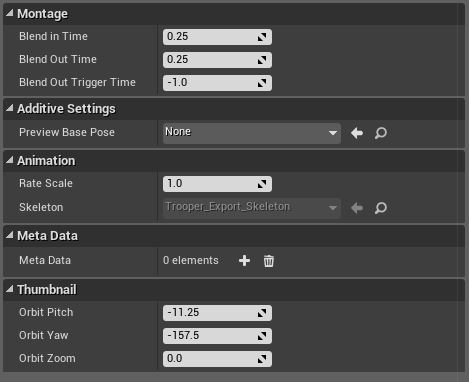 Montage
Blend in Time 0.25
Blend Out Time 0.25
Blend Out Trigger Time -1.0
Additive Settings
Preview Base Pose None
Animation
Rate Scale 1.0
Skeleton Trooper_Export_Skeleton
Meta Data
Meta Data 0 elements
Thumbnail
Orbit Pitch -11.25
Orbit Yaw -157.5
Orbit Zoom 0.0